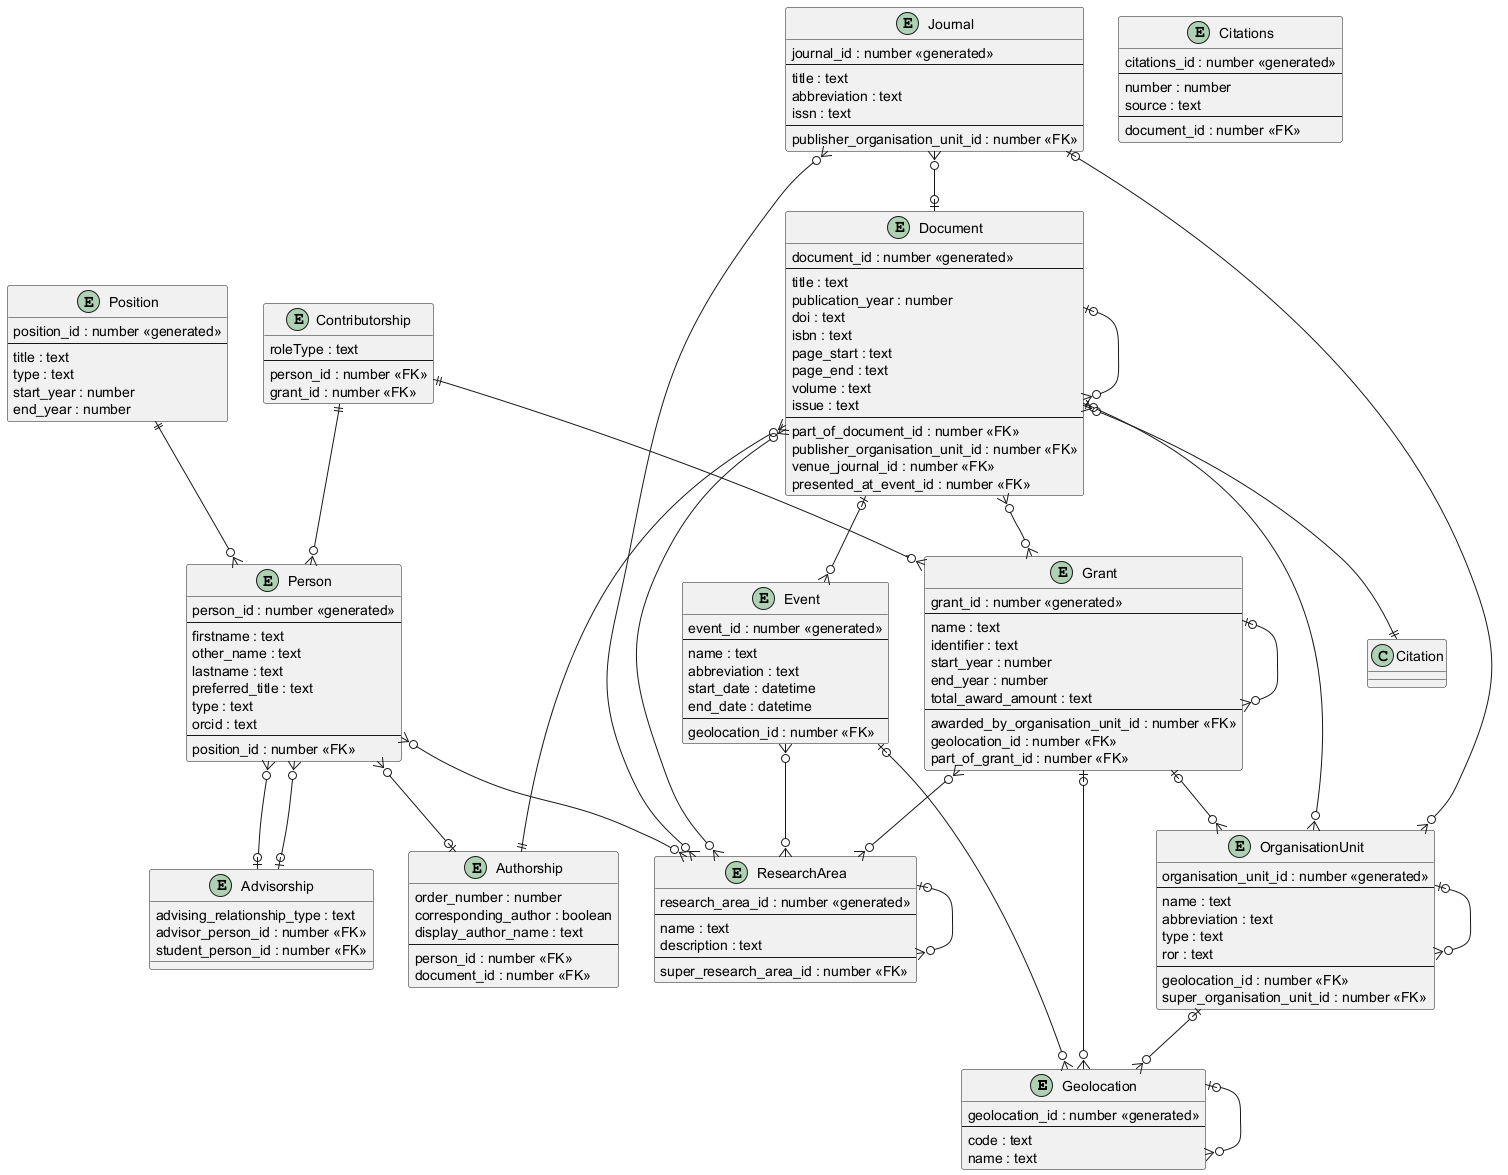 E Journal
journal_id : number «generated»
title : text
abbreviation : text
issn : text
publisher_organisation_unit_id : number «FK»
E Citations
citations_id : number «generated»
number : number
source : text
document_id : number «FK»
E Document
document_id : number «generated»
title : text
publication_year : number
doi : text
isbn : text
page_start : text
page_end : text
volume : text
issue : text
part_of_document_id : number «FK»
publisher_organisation_unit_id : number «FK»
venue_journal_id : number «FK»
presented_at_event_id : number «FK»
E Position
position_id : number «generated»
title : text
type : text
start_year : number
end_year : number
E Contributorship
roleType : text
person_id : number «FK»
grant_id : number «FK»
E Person
person_id : number «generated»
firstname : text
other_name : text
lastname : text
preferred_title : text
type : text
orcid : text
position_id : number «FK»
E Event
event_id : number «generated»
name : text
abbreviation : text
start_date : datetime
end_date : datetime
geolocation_id : number «FK»
E Grant
grant_id : number «generated»
name : text
identifier : text
start_year : number
end_year : number
total_award_amount : text
awarded_by_organisation_unit_id : number «FK»
geolocation_id : number «FK»
part_of_grant_id : number «FK»
C Citation
E Advisorship
advising_relationship_type : text
advisor_person_id : number «FK»
student_person_id : number «FK»
E Authorship
order_number : number
corresponding_author : boolean
display_author_name : text
person_id : number «FK»
document_id : number «FK»
E ResearchArea
research_area_id : number «generated»
name : text
description : text
super_research_area_id : number «FK»
E OrganisationUnit
organisation_unit_id : number «generated»
name : text
abbreviation : text
type : text
ror : text
geolocation_id : number «FK»
super_organisation_unit_id : number «FK»
E Geolocation
geolocation_id : number «generated»
code : text
name : text